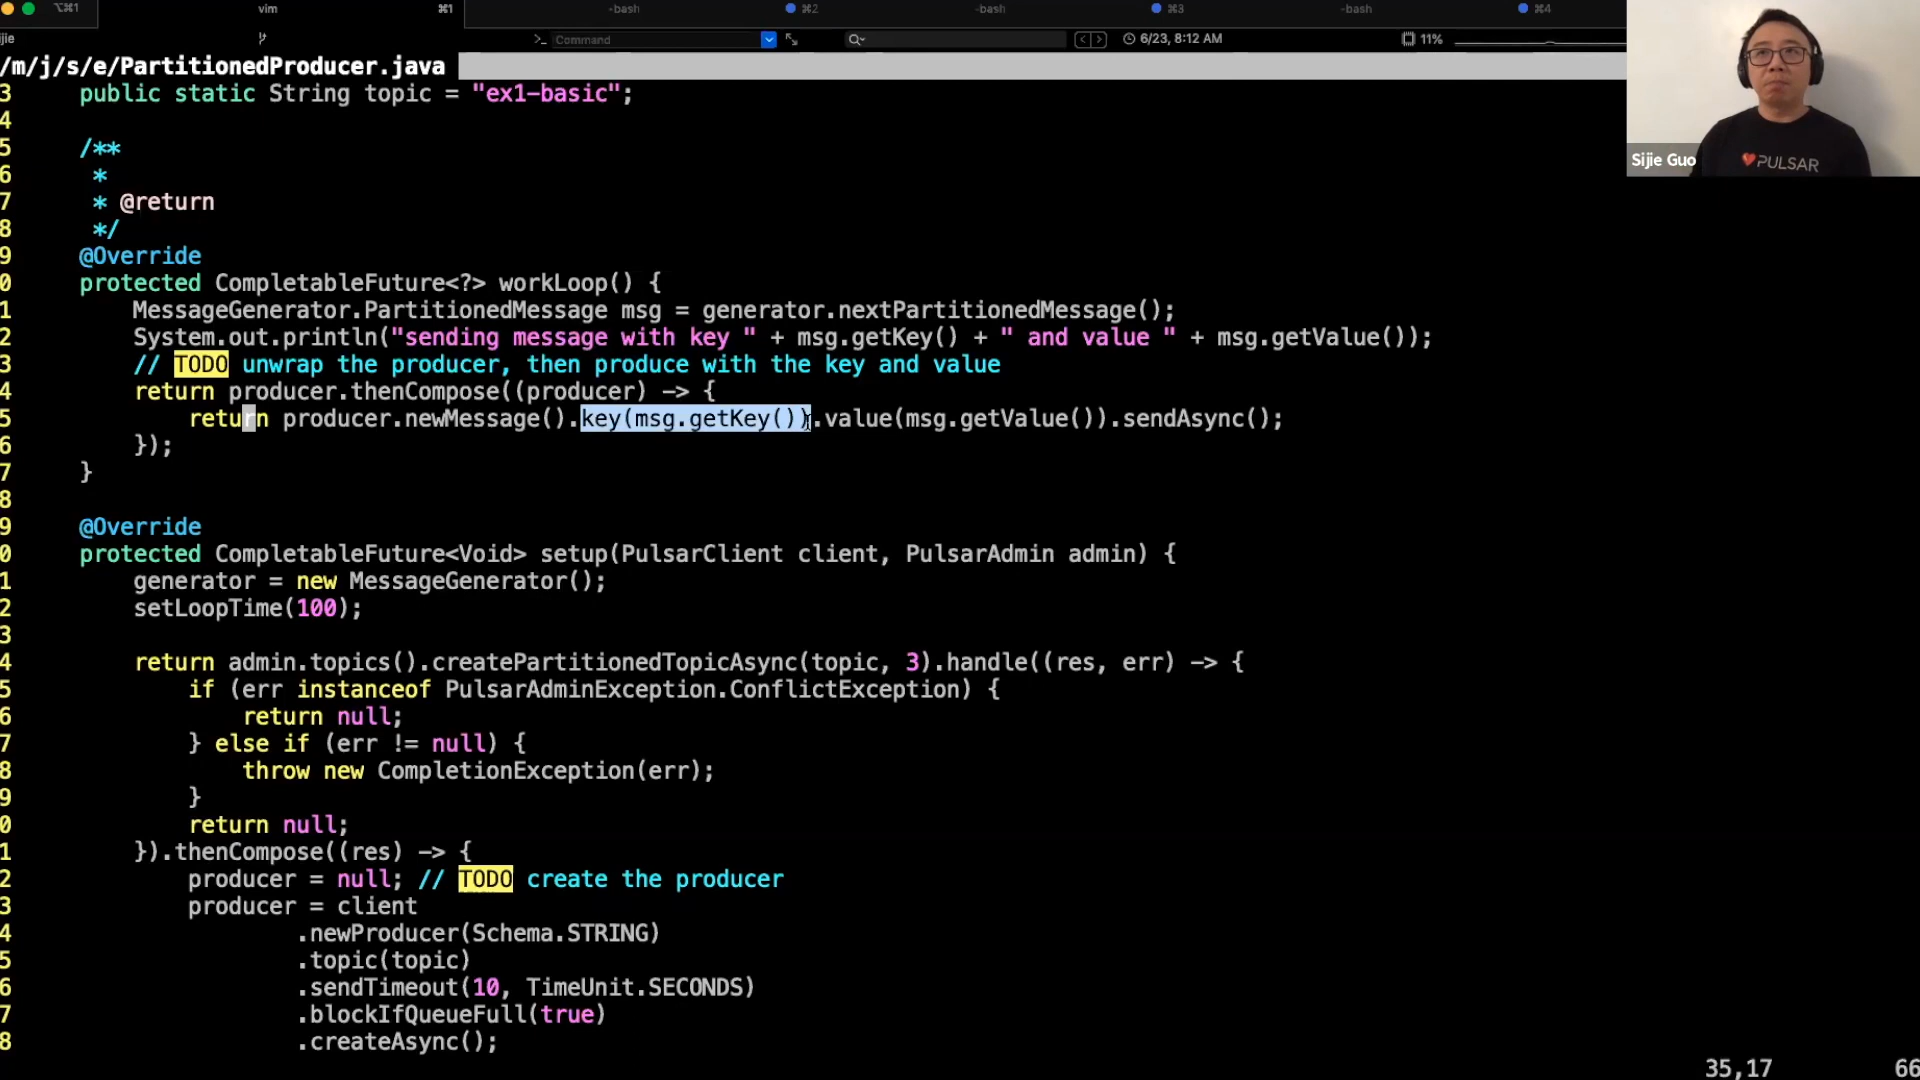 ⌥⌘1 vim ⌘1 -bash ⌘2 -bash ⌘3 -bash ⌘4
jie Command 6/23, 8:12 AM 11%
/m/j/s/e/PartitionedProducer.java
3 public static String topic = "ex1-basic";
4
5 /**
6 *
7 * @return
8 */
9 @Override
0 protected CompletableFuture<?> workLoop() {
1 MessageGenerator.PartitionedMessage msg = generator.nextPartitionedMessage();
2 System.out.println("sending message with key " + msg.getKey() + " and value " + msg.getValue());
3 // TODO unwrap the producer, then produce with the key and value
4 return producer.thenCompose((producer) -> {
5 return producer.newMessage().key(msg.getKey()).value(msg.getValue()).sendAsync();
6 });
7 }
8
9 @Override
0 protected CompletableFuture<Void> setup(PulsarClient client, PulsarAdmin admin) {
1 generator = new MessageGenerator();
2 setLoopTime(100);
3
4 return admin.topics().createPartitionedTopicAsync(topic, 3).handle((res, err) -> {
5 if (err instanceof PulsarAdminException.ConflictException) {
6 return null;
7 } else if (err != null) {
8 throw new CompletionException(err);
9 }
0 return null;
1 }).thenCompose((res) -> {
2 producer = null; // TODO create the producer
3 producer = client
4 .newProducer(Schema.STRING)
5 .topic(topic)
6 .sendTimeout(10, TimeUnit.SECONDS)
7 .blockIfQueueFull(true)
8 .createAsync();
35,17 66
Sijie Guo
PULSAR